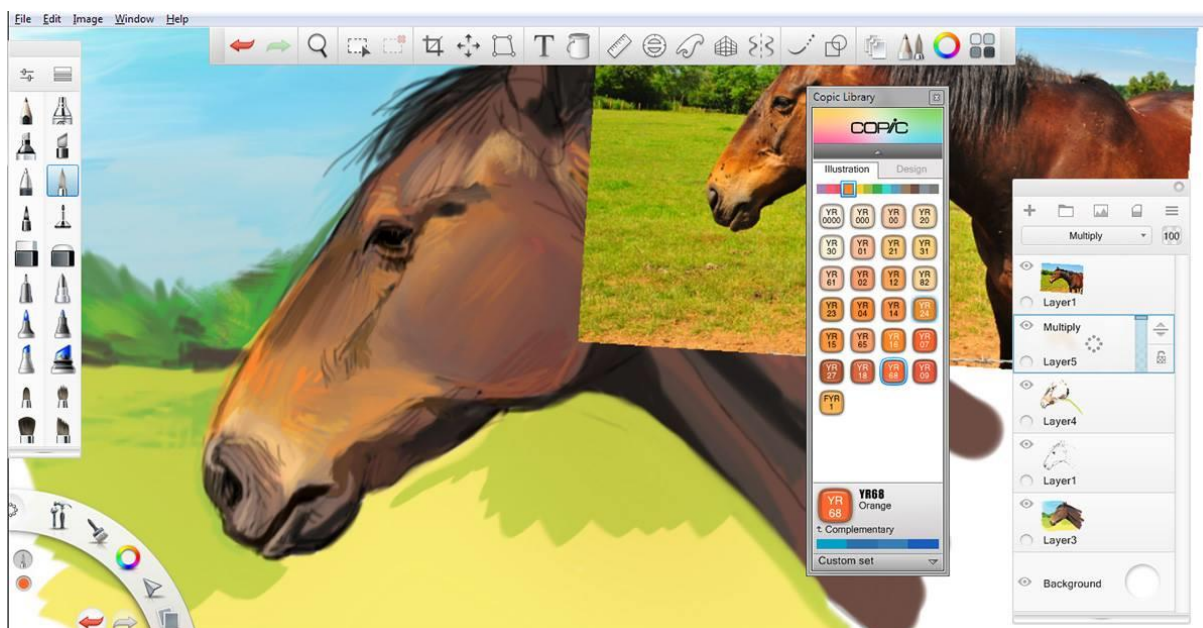 File Edit Image Window Help
T
Copic Library
COPIC
Illustration Design
YR 0000 YR 000 YR 00 YR 20
YR 30 YR 01 YR 21 YR 31
YR 61 YR 02 YR 12 YR 82
YR 23 YR 04 YR 14 YR 24
YR 15 YR 65 YR 16 YR 07
YR 27 YR 18 YR 68 YR 09
FYR 1
YR 68
YR68
Orange
Complementary
Custom set
Multiply 100
Layer1
Multiply
Layer5
Layer4
Layer1
Layer3
Background